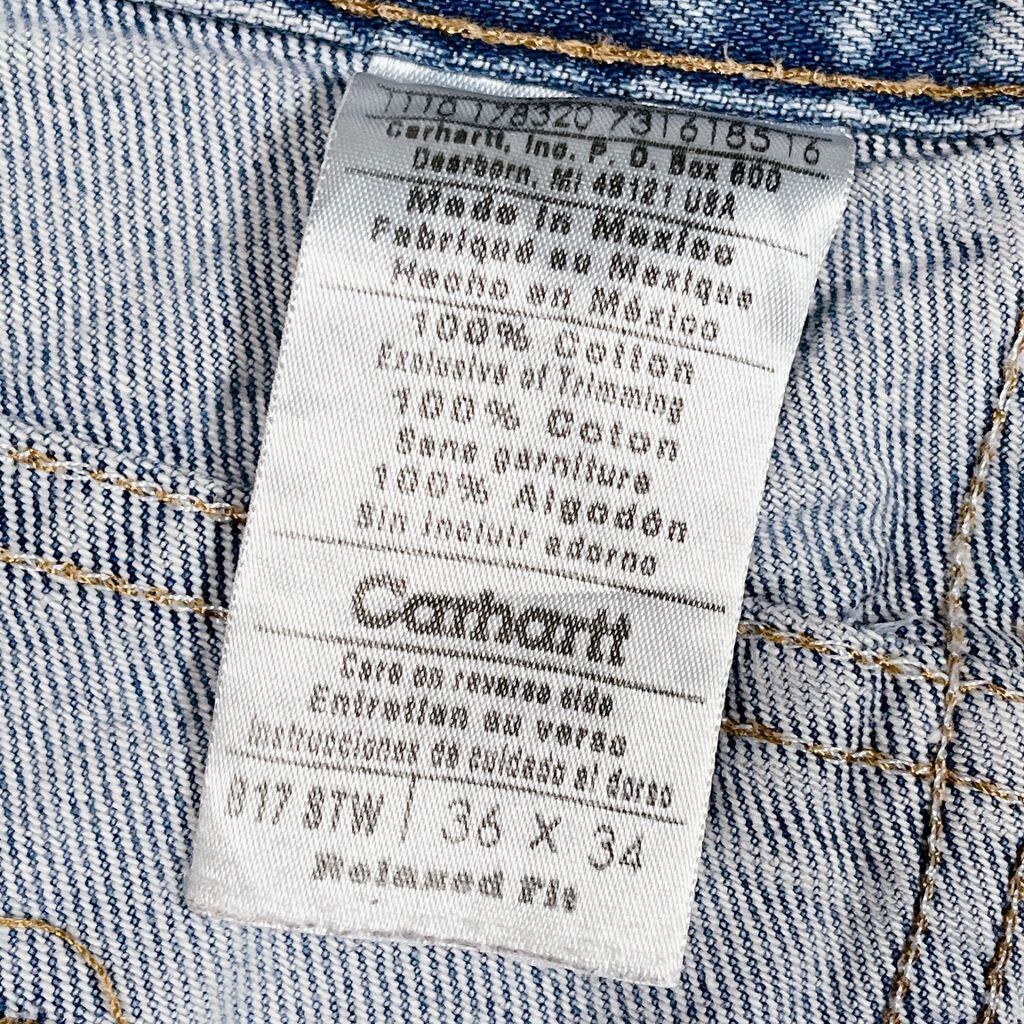 1116 178320 7316185 16
Carhartt, Inc. P. O. Box 600
Dearborn, MI 48121 USA
Made in Mexico
Fabriqué au Mexique
Hecho en México
100% Cotton
Exclusive of Trimming
100% Coton
Sans garniture
100% Algodón
Sin incluir adorno
Carhartt
Care on reverse side
Entretien au verso
Instrucciones de cuidado al dorso
B17 STW | 36 X 34
Relaxed Fit